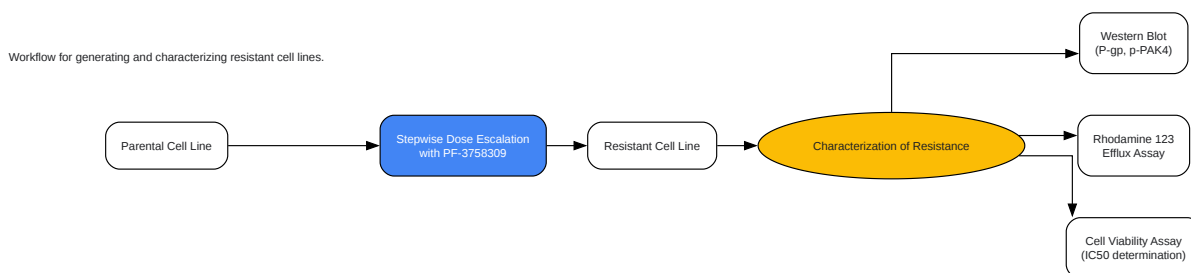 Workflow for generating and characterizing resistant cell lines.
Parental Cell Line
Stepwise Dose Escalation
with PF-3758309
Resistant Cell Line
Characterization of Resistance
Western Blot
(P-gp, p-PAK4)
Rhodamine 123
Efflux Assay
Cell Viability Assay
(IC50 determination)